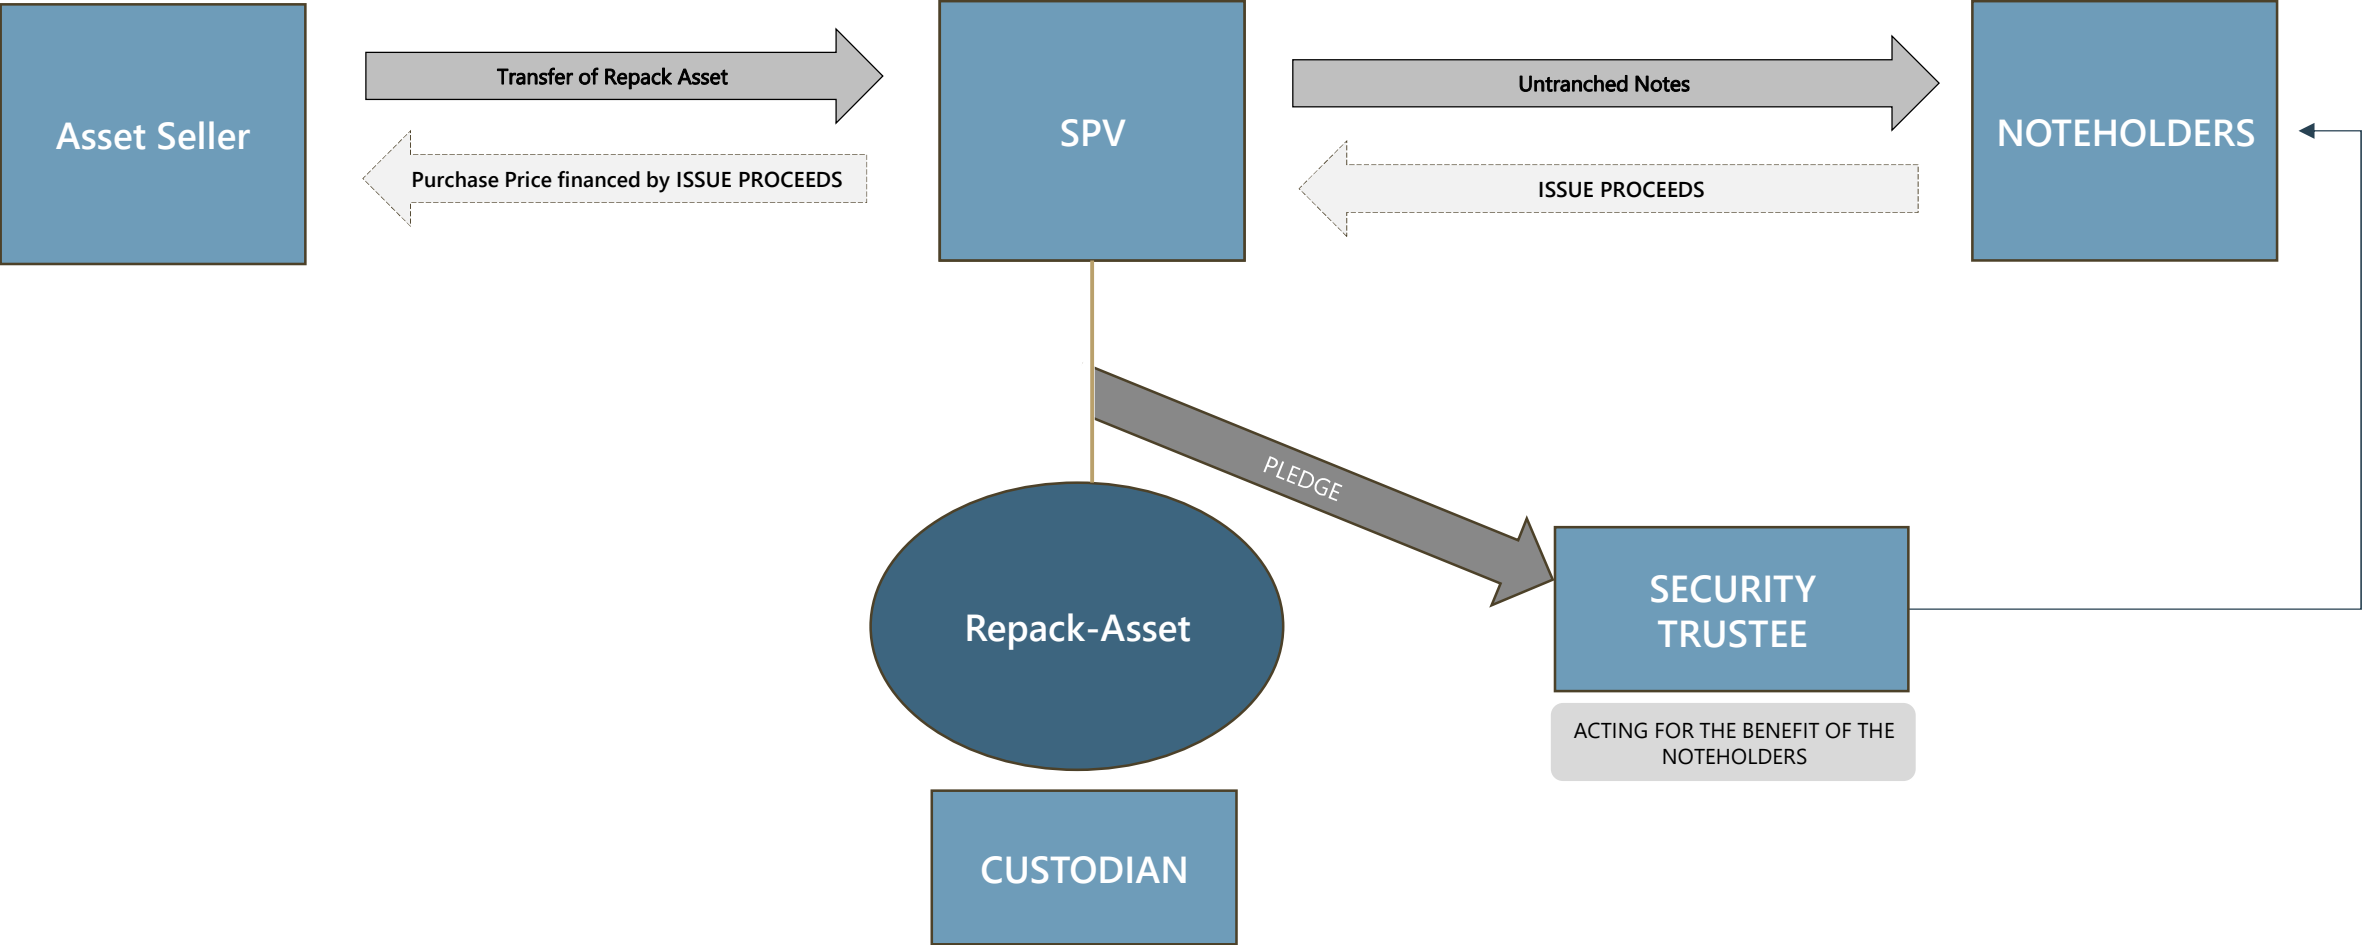 Asset Seller
Transfer of Repack Asset
Purchase Price financed by ISSUE PROCEEDS
SPV
Untranched Notes
ISSUE PROCEEDS
NOTEHOLDERS
PLEDGE
Repack-Asset
SECURITY
TRUSTEE
ACTING FOR THE BENEFIT OF THE
NOTEHOLDERS
CUSTODIAN